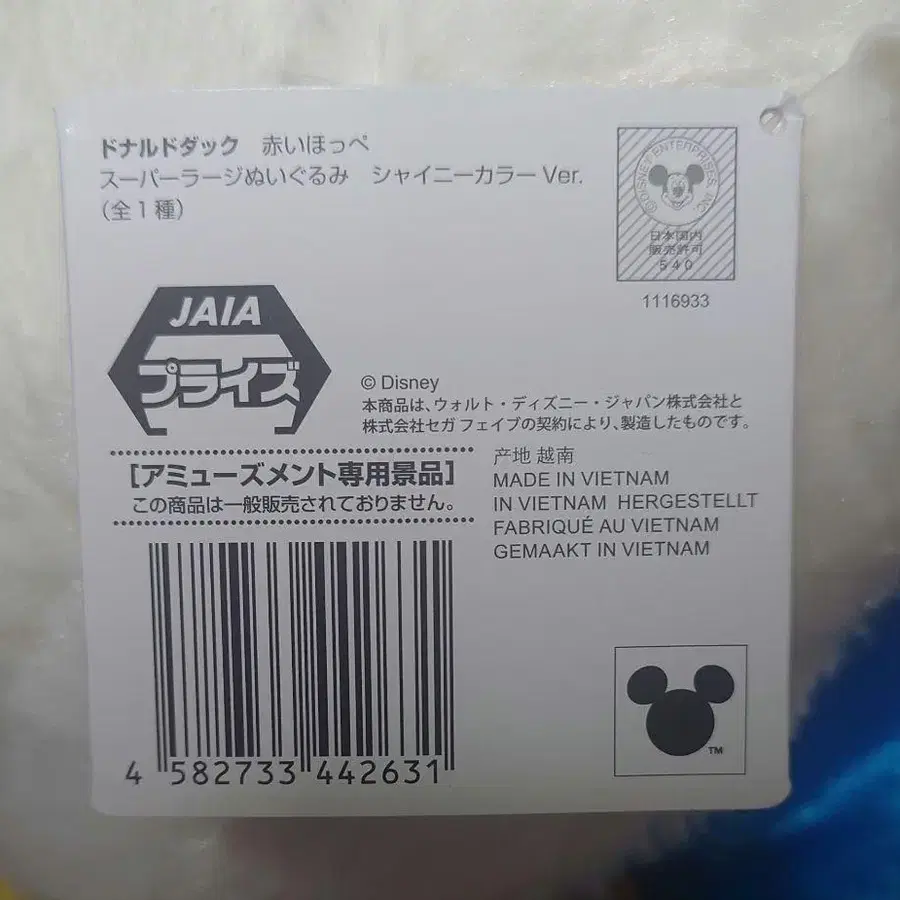 ドナルドダック 赤いほっぺ
スーパーラージぬいぐるみ シャイニーカラー Ver.
（全1種）
©DISNEY ENTERPRISES, INC.
日本国内
販売許可
540
1116933
JAIA
プライズ
© Disney
本商品は、ウォルト・ディズニー・ジャパン株式会社と
株式会社セガ フェイブの契約により、製造したものです。
[アミューズメント専用景品]
この商品は一般販売されておりません。
产地 越南
MADE IN VIETNAM
IN VIETNAM HERGESTELLT
FABRIQUÉ AU VIETNAM
GEMAAKT IN VIETNAM
4 582733 442631
TM